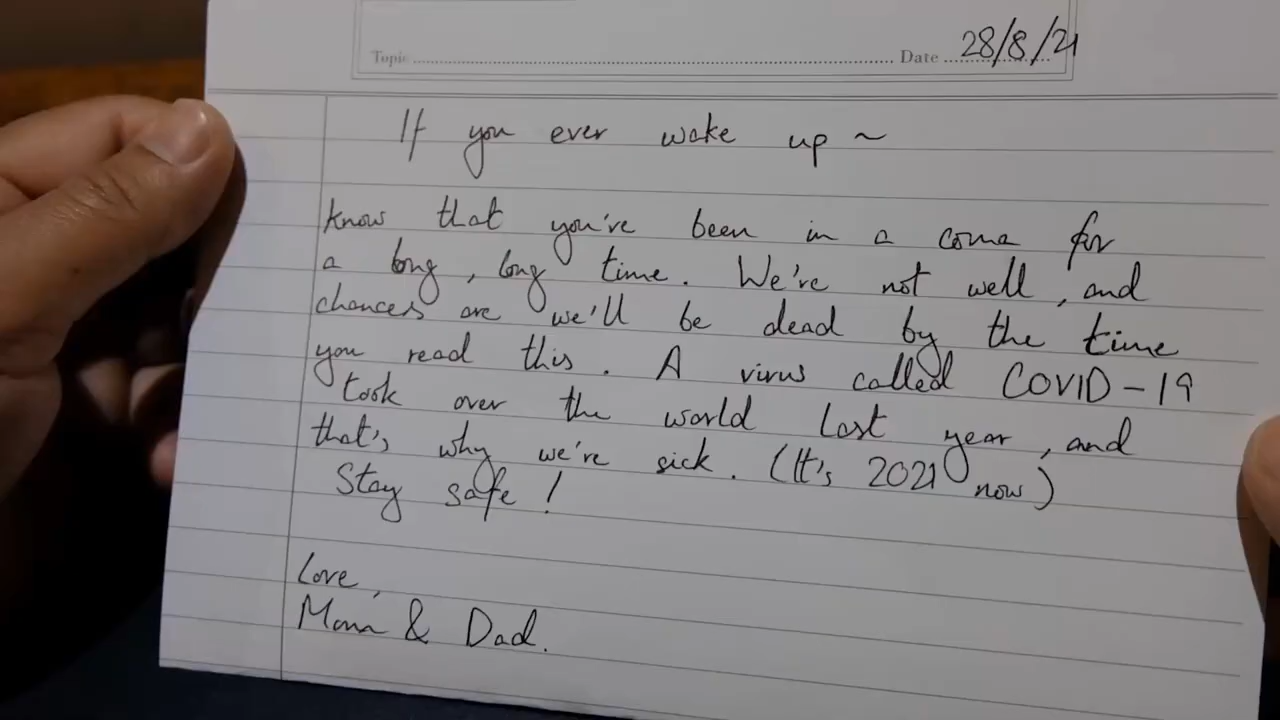 Topic Date 28/8/21
If you ever wake up ~
know that you've been in a coma for
a long, long time. We're not well, and
chances are we'll be dead by the time
you read this. A virus called COVID-19
took over the world last year, and
that's why we're sick. (It's 2021 now)
Stay safe!
Love,
Mom & Dad.